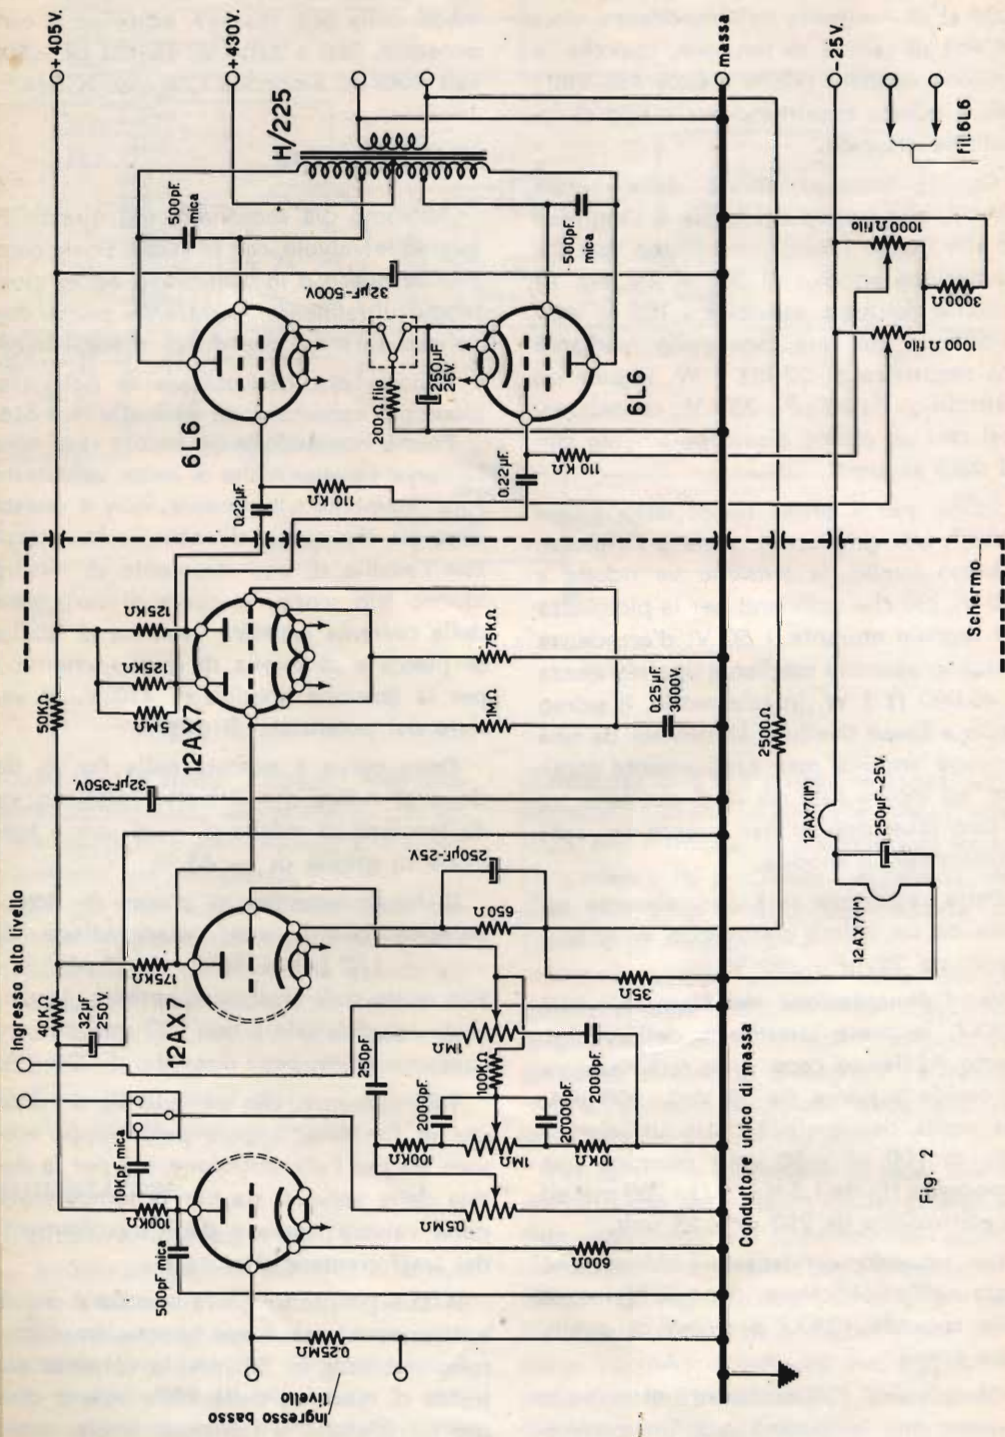 +405V.
+430V.
H/225
massa
-25V.
fil.6L6
500pF.
mica
500pF.
mica
32µF-500V.
6L6
6L6
200Ω filo
250µF
25V.
0.22µF.
0.22µF.
110 KΩ
110 KΩ
1000 Ω filo
1000 Ω filo
3000Ω
Schermo
50KΩ
125KΩ
125KΩ
5 MΩ
12AX7
75KΩ
1MΩ
0.25µF.
3000V.
2500Ω
32µF-350V.
12AX7(II°)
12AX7(I°)
250µF-25V.
Ingresso alto livello
40KΩ
32µF
250V.
175KΩ
12AX7
250µF-25V.
650Ω
35Ω
250pF
1MΩ
100KΩ
2000pF.
2000pF.
20000pF.
100KΩ
1MΩ
10KΩ
0.5MΩ
10KpF mica
100KΩ
500pF mica
600Ω
0.25MΩ
Ingresso basso
livello
Conduttore unico di massa
Fig. 2